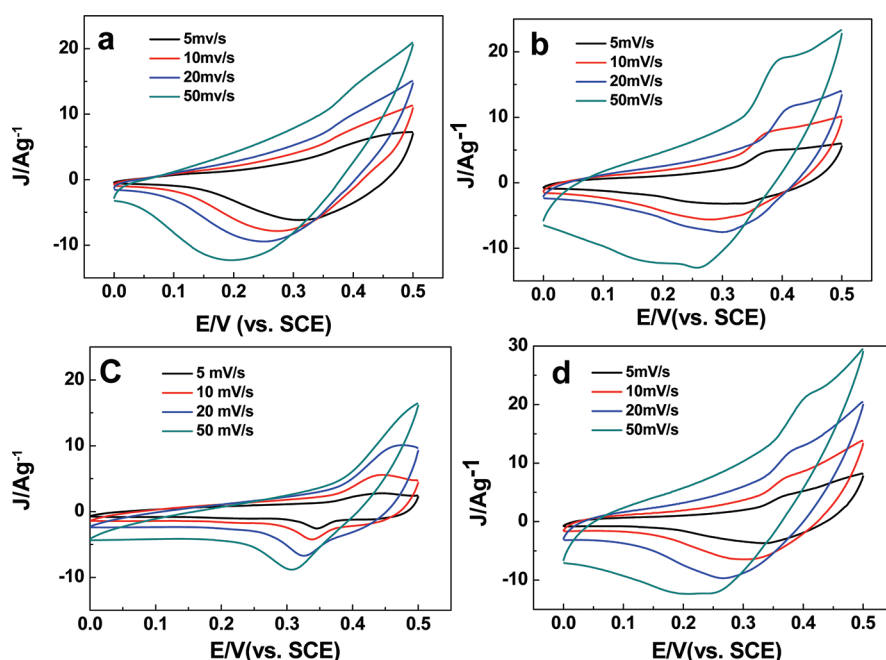 a
5mv/s
10mv/s
20mv/s
50mv/s
20
10
0
-10
J/Ag⁻¹
0.0 0.1 0.2 0.3 0.4 0.5
E/V (vs. SCE)
b
5mV/s
10mV/s
20mV/s
50mV/s
20
10
0
-10
J/Ag⁻¹
0.0 0.1 0.2 0.3 0.4 0.5
E/V(vs. SCE)
C
5 mV/s
10 mV/s
20 mV/s
50 mV/s
20
10
0
-10
J/Ag⁻¹
0.0 0.1 0.2 0.3 0.4 0.5
E/V(vs. SCE)
d
5mV/s
10mV/s
20mV/s
50mV/s
30
20
10
0
-10
J/Ag⁻¹
0.0 0.1 0.2 0.3 0.4 0.5
E/V(vs. SCE)